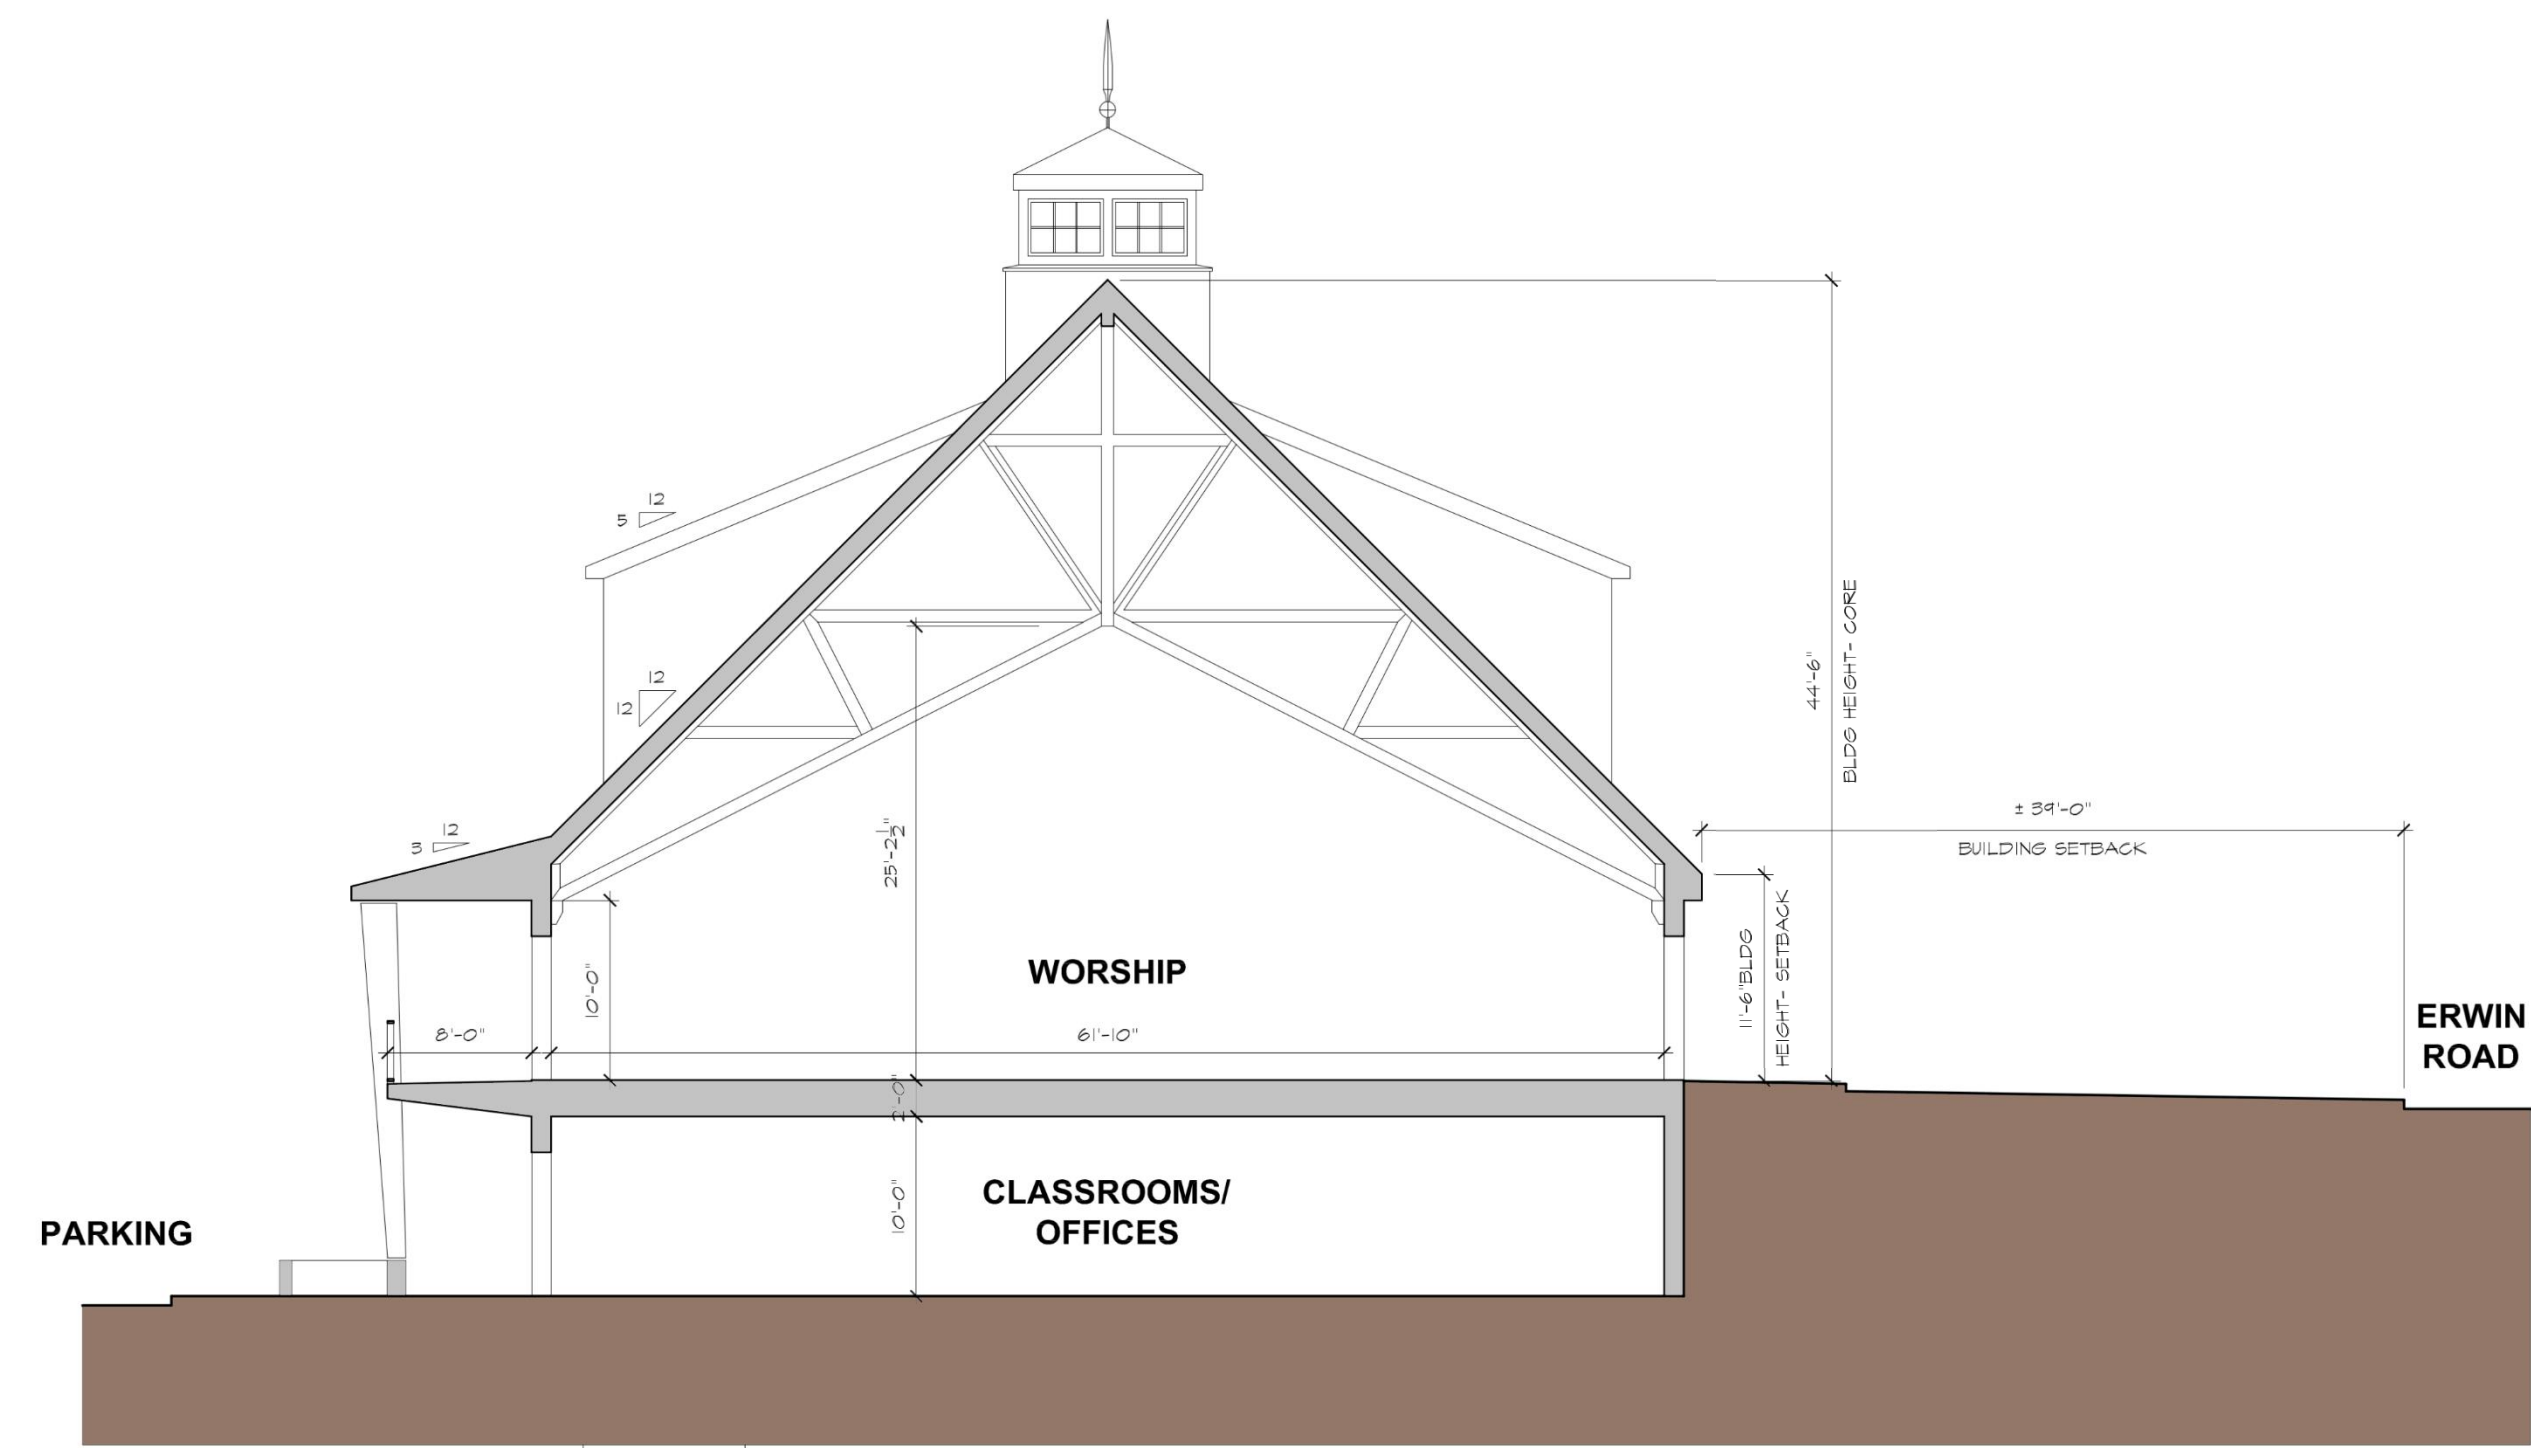 12
5
12
12
44'-6"
BLDG HEIGHT- CORE
± 39'-0"
BUILDING SETBACK
12
3
25'-2½"
10'-0"
WORSHIP
11'-6"BLDG
HEIGHT- SETBACK
8'-0"
61'-10"
ERWIN
ROAD
2'-0"
10'-0"
CLASSROOMS/
OFFICES
PARKING